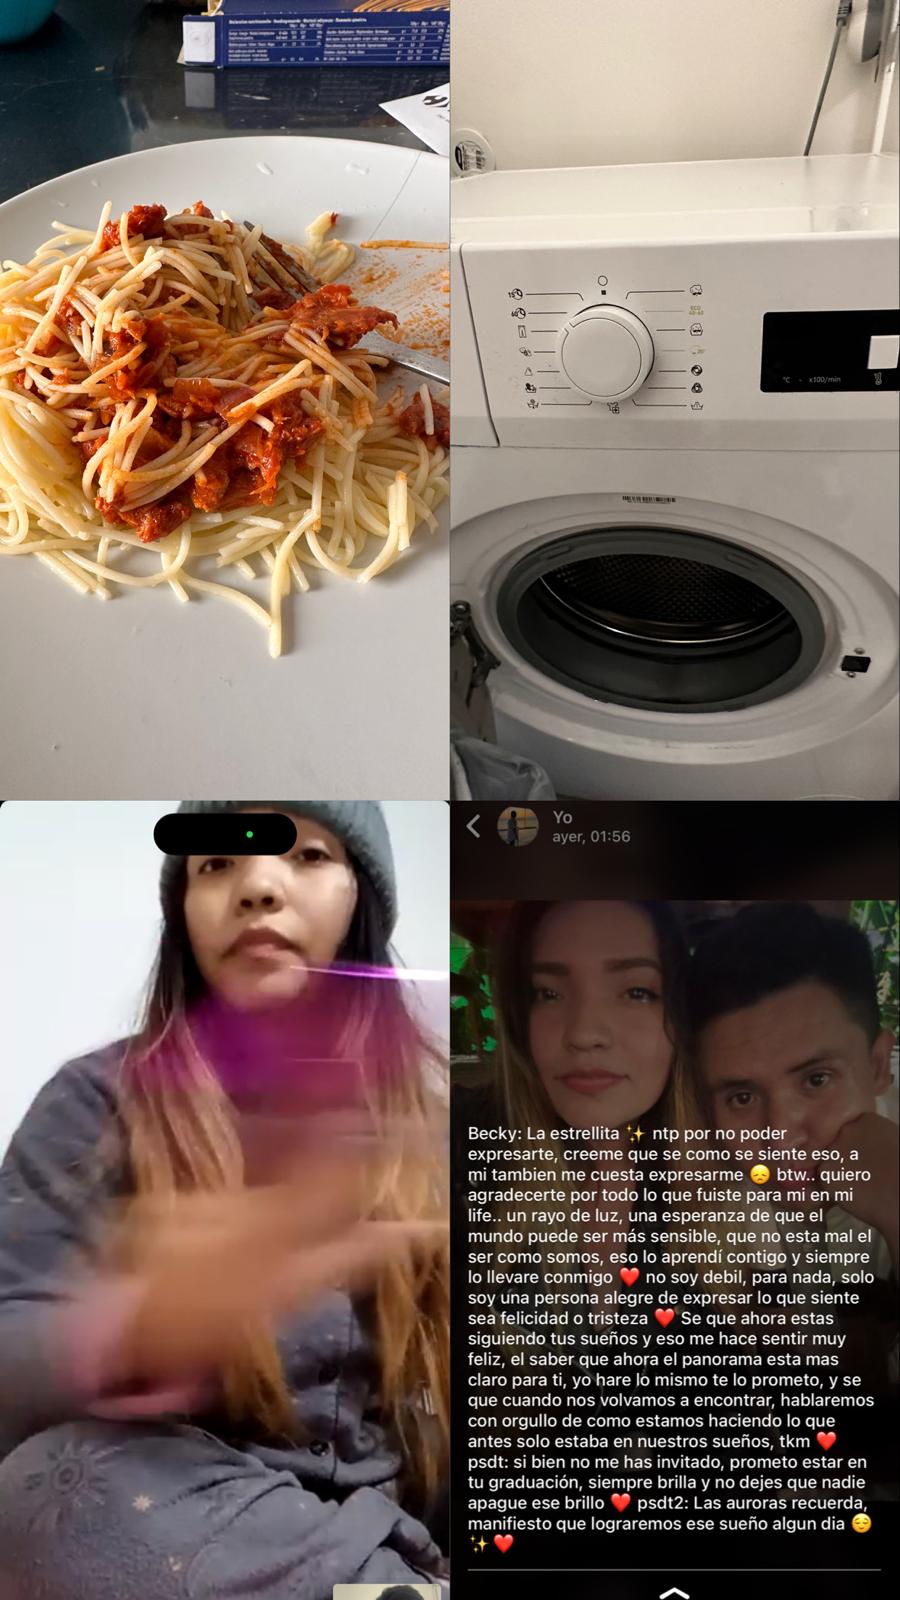 15
60
ECO
40-60
20°
°C - x100/min
Yo
ayer, 01:56
Becky: La estrellita ✨ ntp por no poder
expresarte, creeme que se como se siente eso, a
mi tambien me cuesta expresarme 😞 btw.. quiero
agradecerte por todo lo que fuiste para mi en mi
life.. un rayo de luz, una esperanza de que el
mundo puede ser más sensible, que no esta mal el
ser como somos, eso lo aprendí contigo y siempre
lo llevare conmigo ❤️ no soy debil, para nada, solo
soy una persona alegre de expresar lo que siente
sea felicidad o tristeza ❤️ Se que ahora estas
siguiendo tus sueños y eso me hace sentir muy
feliz, el saber que ahora el panorama esta mas
claro para ti, yo hare lo mismo te lo prometo, y se
que cuando nos volvamos a encontrar, hablaremos
con orgullo de como estamos haciendo lo que
antes solo estaba en nuestros sueños, tkm ❤️
psdt: si bien no me has invitado, prometo estar en
tu graduación, siempre brilla y no dejes que nadie
apague ese brillo ❤️ psdt2: Las auroras recuerda,
manifiesto que lograremos ese sueño algun dia 😌
✨ ❤️